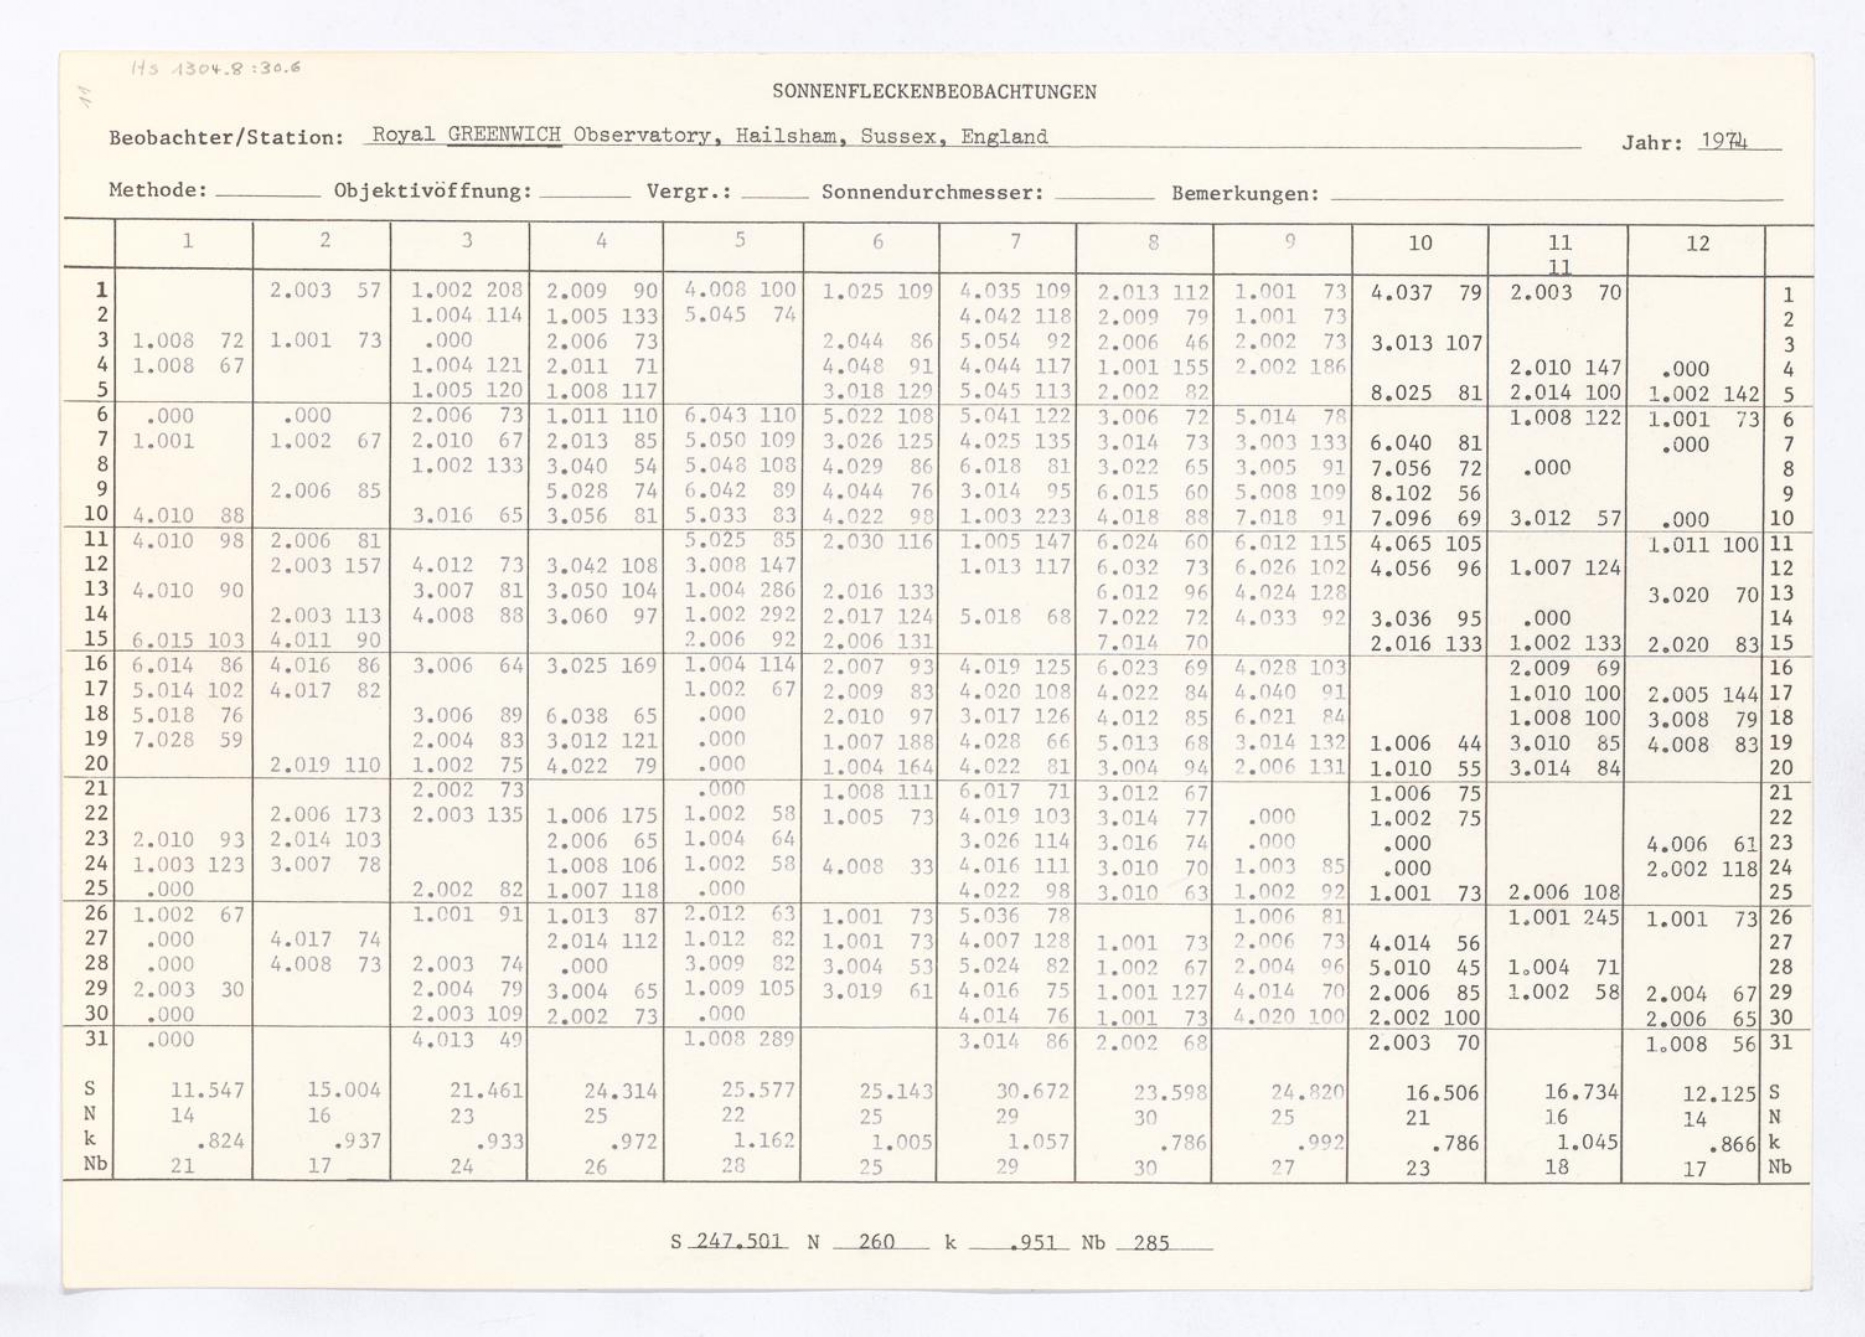 Hs 1304.8:30.6
11
SONNENFLECKENBEOBACHTUNGEN
Beobachter/Station: Royal GREENWICH Observatory, Hailsham, Sussex, England Jahr: 1974
Methode: Objektivöffnung: Vergr.: Sonnendurchmesser: Bemerkungen:
1 2 3 4 5 6 7 8 9 10 11 12
11
1 2.003 57 1.002 208 2.009 90 4.008 100 1.025 109 4.035 109 2.013 112 1.001 73 4.037 79 2.003 70 1
2 1.004 114 1.005 133 5.045 74 4.042 118 2.009 79 1.001 73 2
3 1.008 72 1.001 73 .000 2.006 73 2.044 86 5.054 92 2.006 46 2.002 73 3.013 107 3
4 1.008 67 1.004 121 2.011 71 4.048 91 4.044 117 1.001 155 2.002 186 2.010 147 .000 4
5 1.005 120 1.008 117 3.018 129 5.045 113 2.002 82 8.025 81 2.014 100 1.002 142 5
6 .000 .000 2.006 73 1.011 110 6.043 110 5.022 108 5.041 122 3.006 72 5.014 78 1.008 122 1.001 73 6
7 1.001 1.002 67 2.010 67 2.013 85 5.050 109 3.026 125 4.025 135 3.014 73 3.003 133 6.040 81 .000 7
8 1.002 133 3.040 54 5.048 108 4.029 86 6.018 81 3.022 65 3.005 91 7.056 72 .000 8
9 2.006 85 5.028 74 6.042 89 4.044 76 3.014 95 6.015 60 5.008 109 8.102 56 9
10 4.010 88 3.016 65 3.056 81 5.033 83 4.022 98 1.003 223 4.018 88 7.018 91 7.096 69 3.012 57 .000 10
11 4.010 98 2.006 81 5.025 85 2.030 116 1.005 147 6.024 60 6.012 115 4.065 105 1.011 100 11
12 2.003 157 4.012 73 3.042 108 3.008 147 1.013 117 6.032 73 6.026 102 4.056 96 1.007 124 12
13 4.010 90 3.007 81 3.050 104 1.004 286 2.016 133 6.012 96 4.024 128 3.020 70 13
14 2.003 113 4.008 88 3.060 97 1.002 292 2.017 124 5.018 68 7.022 72 4.033 92 3.036 95 .000 14
15 6.015 103 4.011 90 2.006 92 2.006 131 7.014 70 2.016 133 1.002 133 2.020 83 15
16 6.014 86 4.016 86 3.006 64 3.025 169 1.004 114 2.007 93 4.019 125 6.023 69 4.028 103 2.009 69 16
17 5.014 102 4.017 82 1.002 67 2.009 83 4.020 108 4.022 84 4.040 91 1.010 100 2.005 144 17
18 5.018 76 3.006 89 6.038 65 .000 2.010 97 3.017 126 4.012 85 6.021 84 1.008 100 3.008 79 18
19 7.028 59 2.004 83 3.012 121 .000 1.007 188 4.028 66 5.013 68 3.014 132 1.006 44 3.010 85 4.008 83 19
20 2.019 110 1.002 75 4.022 79 .000 1.004 164 4.022 81 3.004 94 2.006 131 1.010 55 3.014 84 20
21 2.002 73 .000 1.008 111 6.017 71 3.012 67 1.006 75 21
22 2.006 173 2.003 135 1.006 175 1.002 58 1.005 73 4.019 103 3.014 77 .000 1.002 75 22
23 2.010 93 2.014 103 2.006 65 1.004 64 3.026 114 3.016 74 .000 .000 4.006 61 23
24 1.003 123 3.007 78 1.008 106 1.002 58 4.008 33 4.016 111 3.010 70 1.003 85 .000 2.002 118 24
25 .000 2.002 82 1.007 118 .000 4.022 98 3.010 63 1.002 92 1.001 73 2.006 108 25
26 1.002 67 1.001 91 1.013 87 2.012 63 1.001 73 5.036 78 1.006 81 1.001 245 1.001 73 26
27 .000 4.017 74 2.014 112 1.012 82 1.001 73 4.007 128 1.001 73 2.006 73 4.014 56 27
28 .000 4.008 73 2.003 74 .000 3.009 82 3.004 53 5.024 82 1.002 67 2.004 96 5.010 45 1.004 71 28
29 2.003 30 2.004 79 3.004 65 1.009 105 3.019 61 4.016 75 1.001 127 4.014 70 2.006 85 1.002 58 2.004 67 29
30 .000 2.003 109 2.002 73 .000 4.014 76 1.001 73 4.020 100 2.002 100 2.006 65 30
31 .000 4.013 49 1.008 289 3.014 86 2.002 68 2.003 70 1.008 56 31
S 11.547 15.004 21.461 24.314 25.577 25.143 30.672 23.598 24.820 16.506 16.734 12.125 S
N 14 16 23 25 22 25 29 30 25 21 16 14 N
k .824 .937 .933 .972 1.162 1.005 1.057 .786 .992 .786 1.045 .866 k
Nb 21 17 24 26 28 25 29 30 27 23 18 17 Nb
S 247.501 N 260 k .951 Nb 285